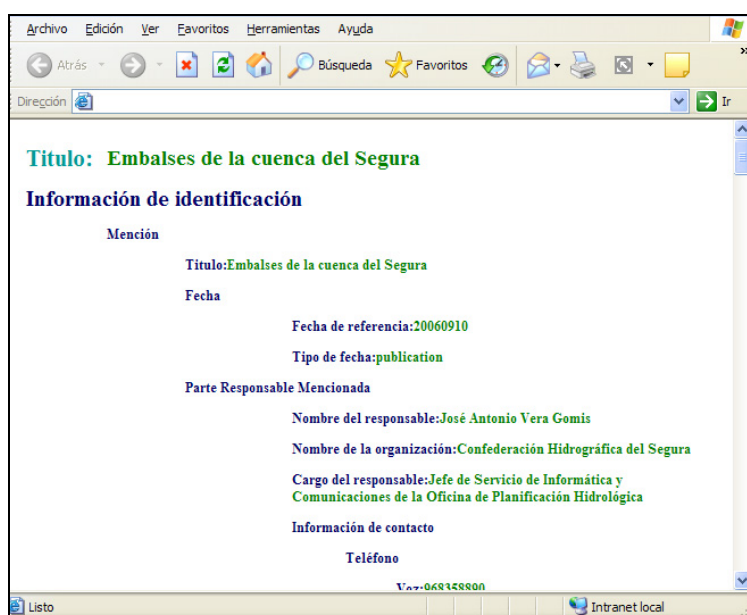 Archivo Edición Ver Favoritos Herramientas Ayuda
Atrás Búsqueda Favoritos »
Dirección Ir
Titulo: Embalses de la cuenca del Segura
Información de identificación
Mención
Titulo:Embalses de la cuenca del Segura
Fecha
Fecha de referencia:20060910
Tipo de fecha:publication
Parte Responsable Mencionada
Nombre del responsable:José Antonio Vera Gomis
Nombre de la organización:Confederación Hidrográfica del Segura
Cargo del responsable:Jefe de Servicio de Informática y
Comunicaciones de la Oficina de Planificación Hidrológica
Información de contacto
Teléfono
Voz:968358890
Listo Intranet local